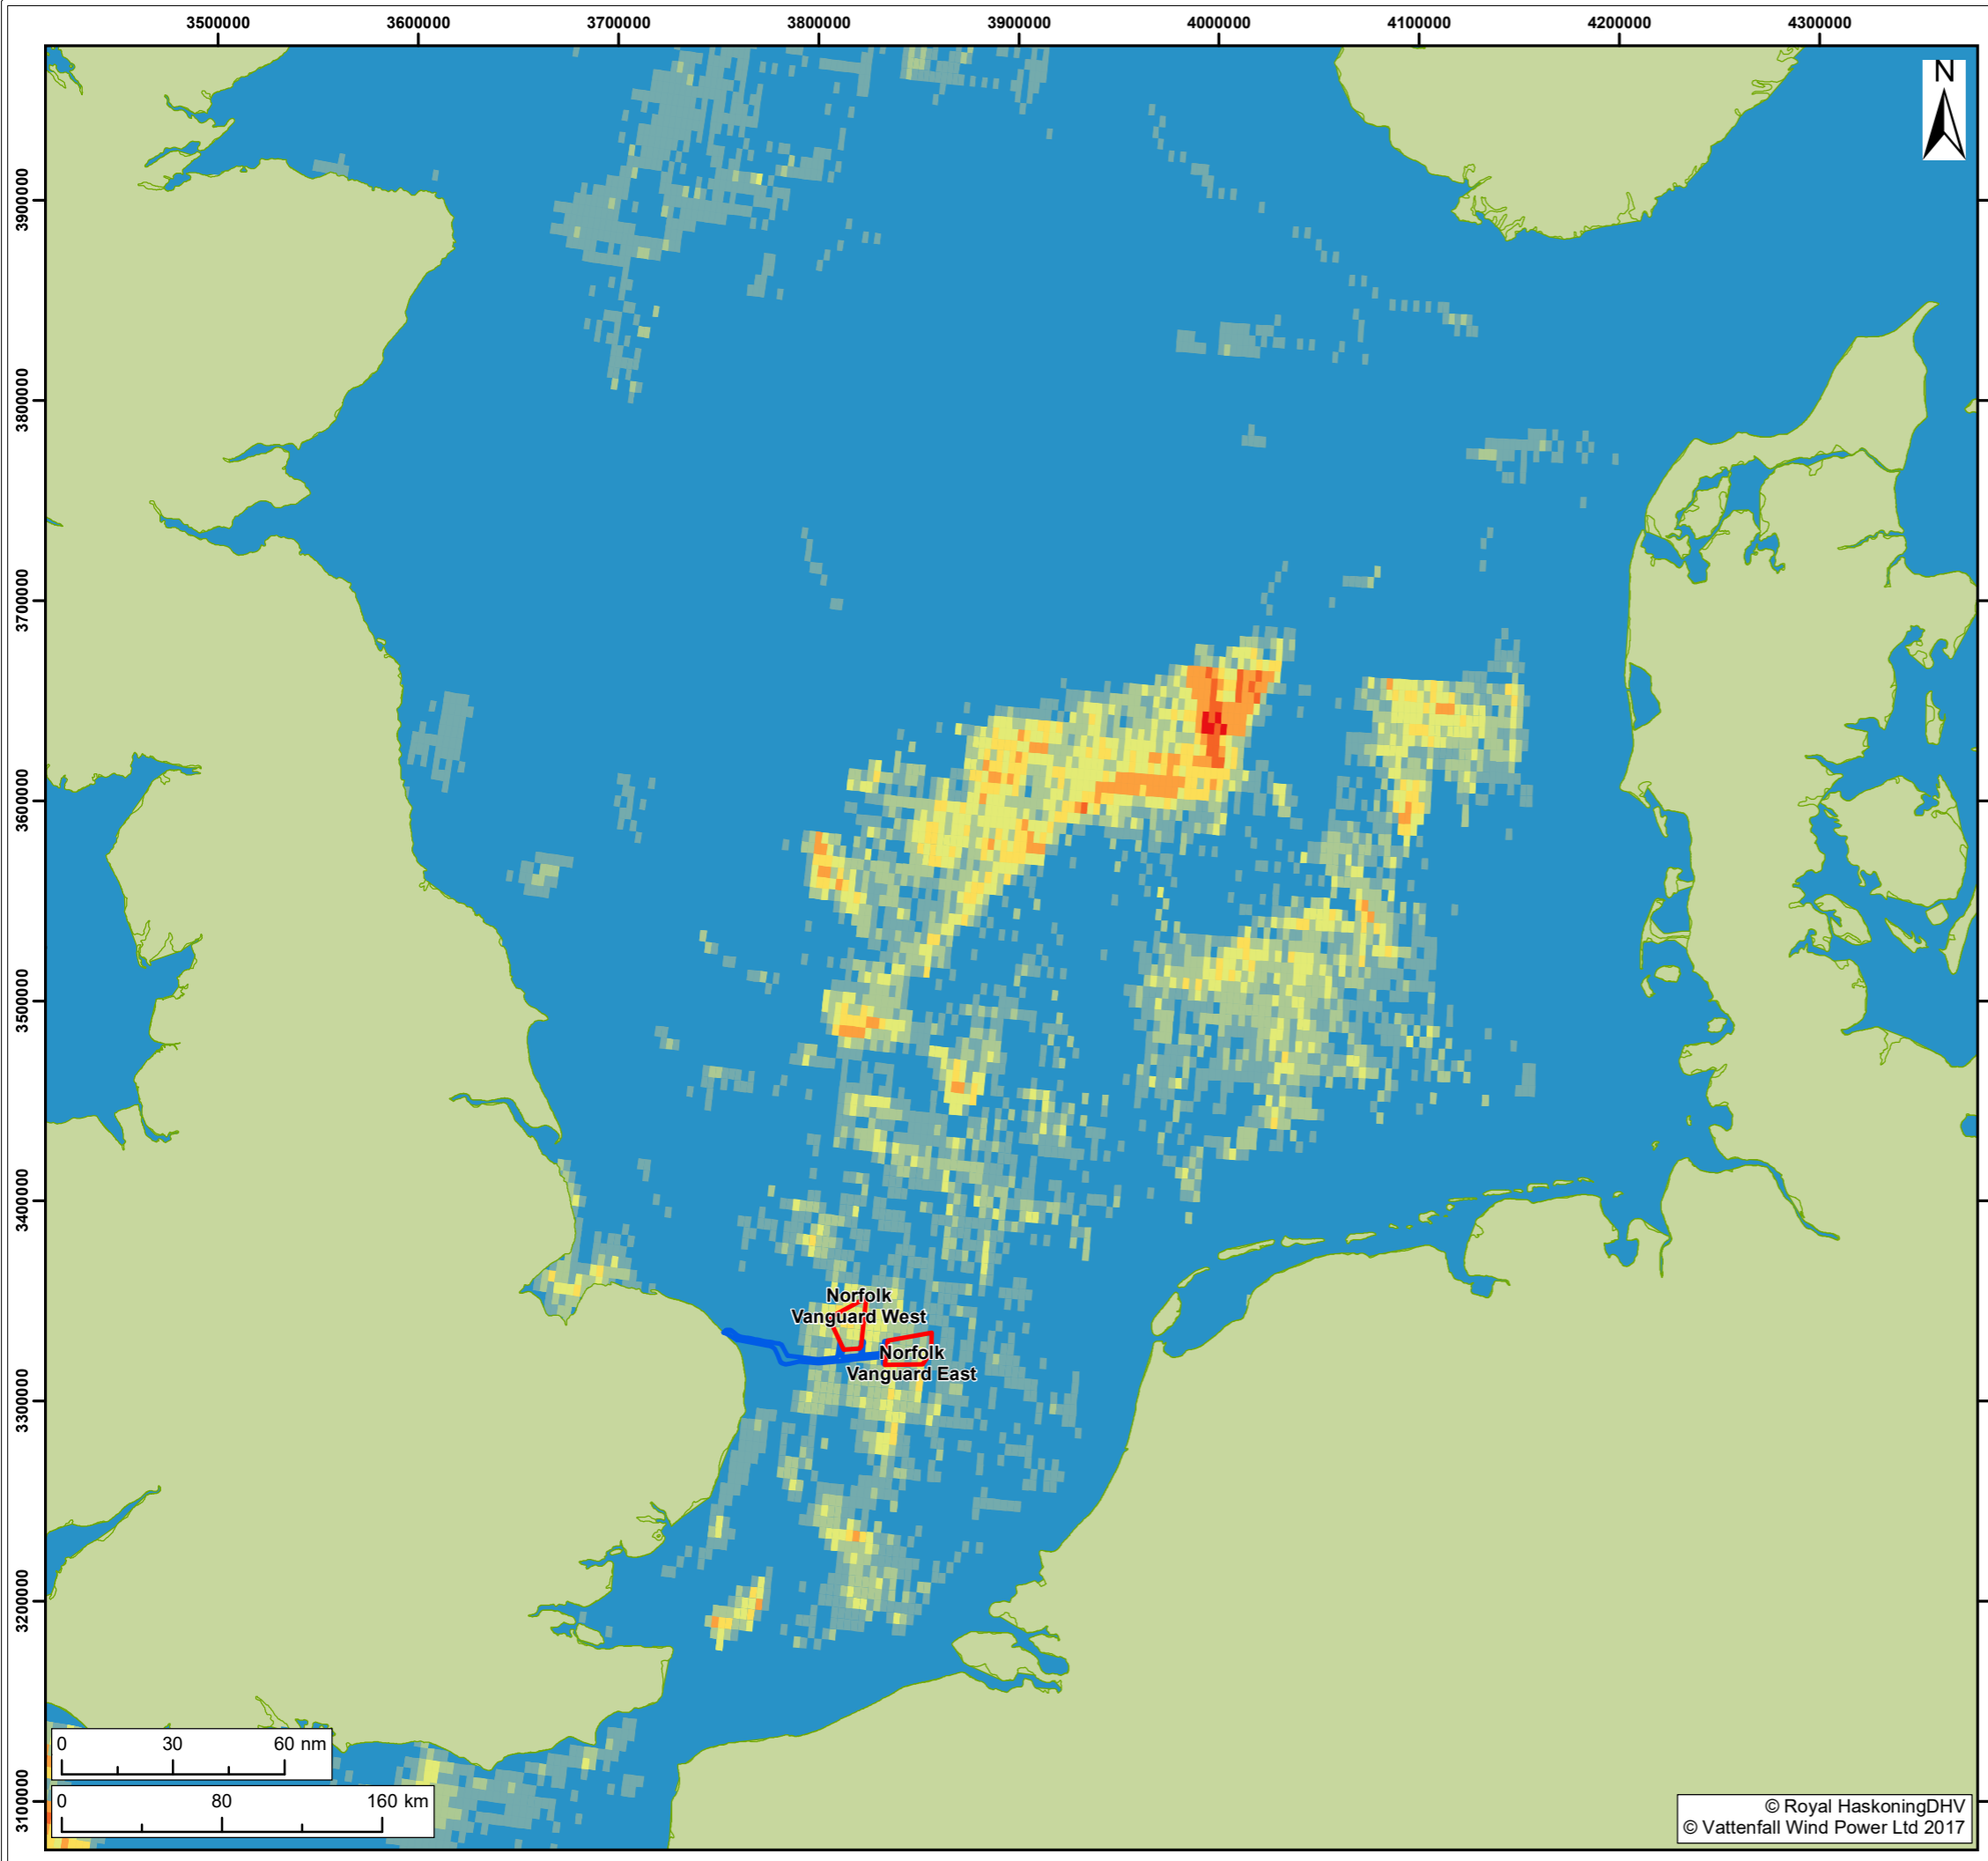 3500000 3600000 3700000 3800000 3900000 4000000 4100000 4200000 4300000
N
3900000
3800000
3700000
3600000
3500000
3400000
3300000
3200000
3100000
Norfolk
Vanguard West
Norfolk
Vanguard East
0 30 60 nm
0 80 160 km
© Royal HaskoningDHV
© Vattenfall Wind Power Ltd 2017